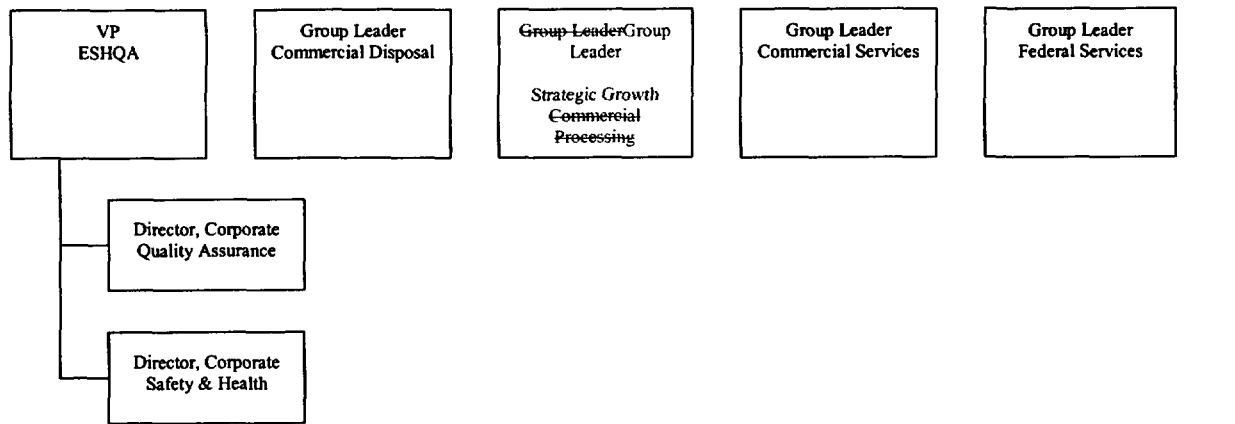 VP
ESHQA
Group Leader
Commercial Disposal
Group LeaderGroup
Leader
Strategic Growth
Commercial
Processing
Group Leader
Commercial Services
Group Leader
Federal Services
Director, Corporate
Quality Assurance
Director, Corporate
Safety & Health